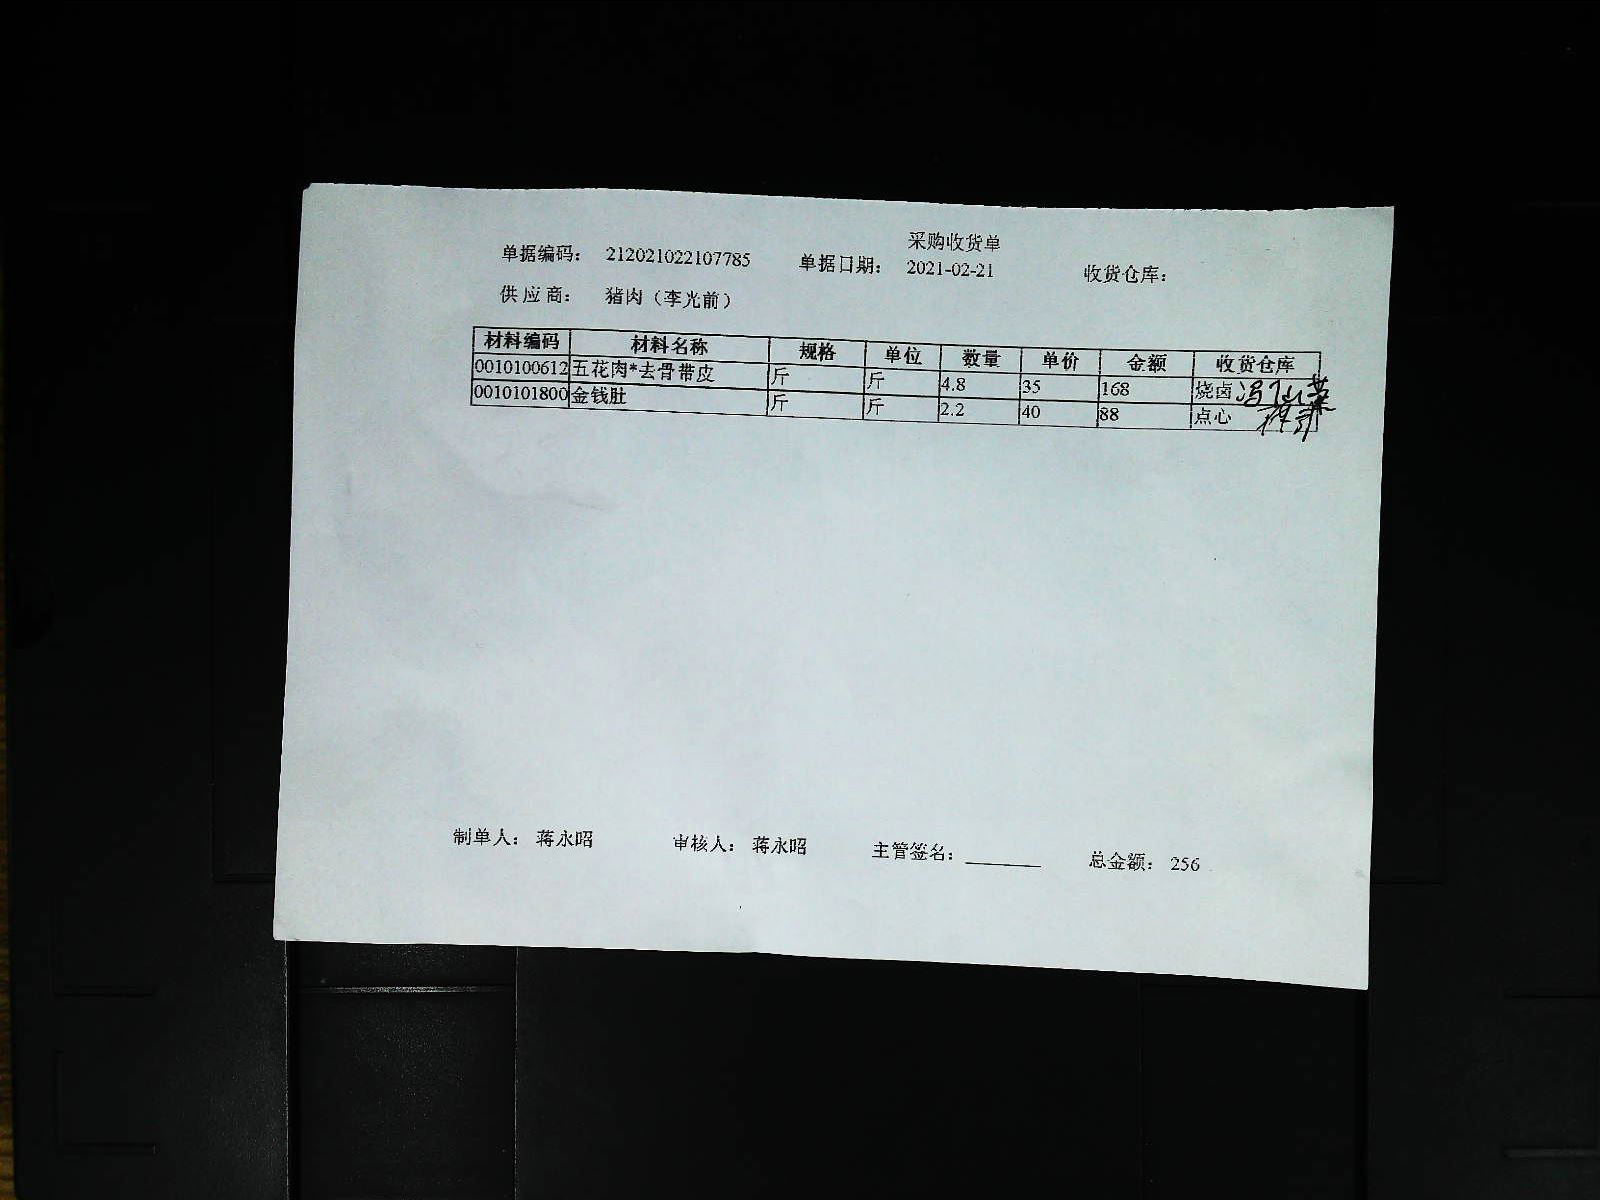 采购收货单
单据编码: 212021022107785 单据日期: 2021-02-21 收货仓库:
供应商: 猪肉（李光前）
材料编码 材料名称 规格 单位 数量 单价 金额 收货仓库
0010100612 五花肉*去骨带皮 斤 斤 4.8 35 168 烧卤
0010101800 金钱肚 斤 斤 2.2 40 88 点心
制单人: 蒋永昭 审核人: 蒋永昭 主管签名: 总金额: 256